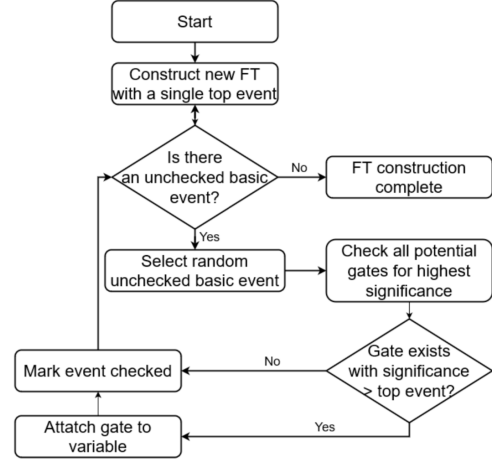 Start
Construct new FT
with a single top event
Is there
an unchecked basic
event?
No
FT construction
complete
Yes
Select random
unchecked basic event
Check all potential
gates for highest
significance
Gate exists
with significance
> top event?
No
Mark event checked
Yes
Attatch gate to
variable